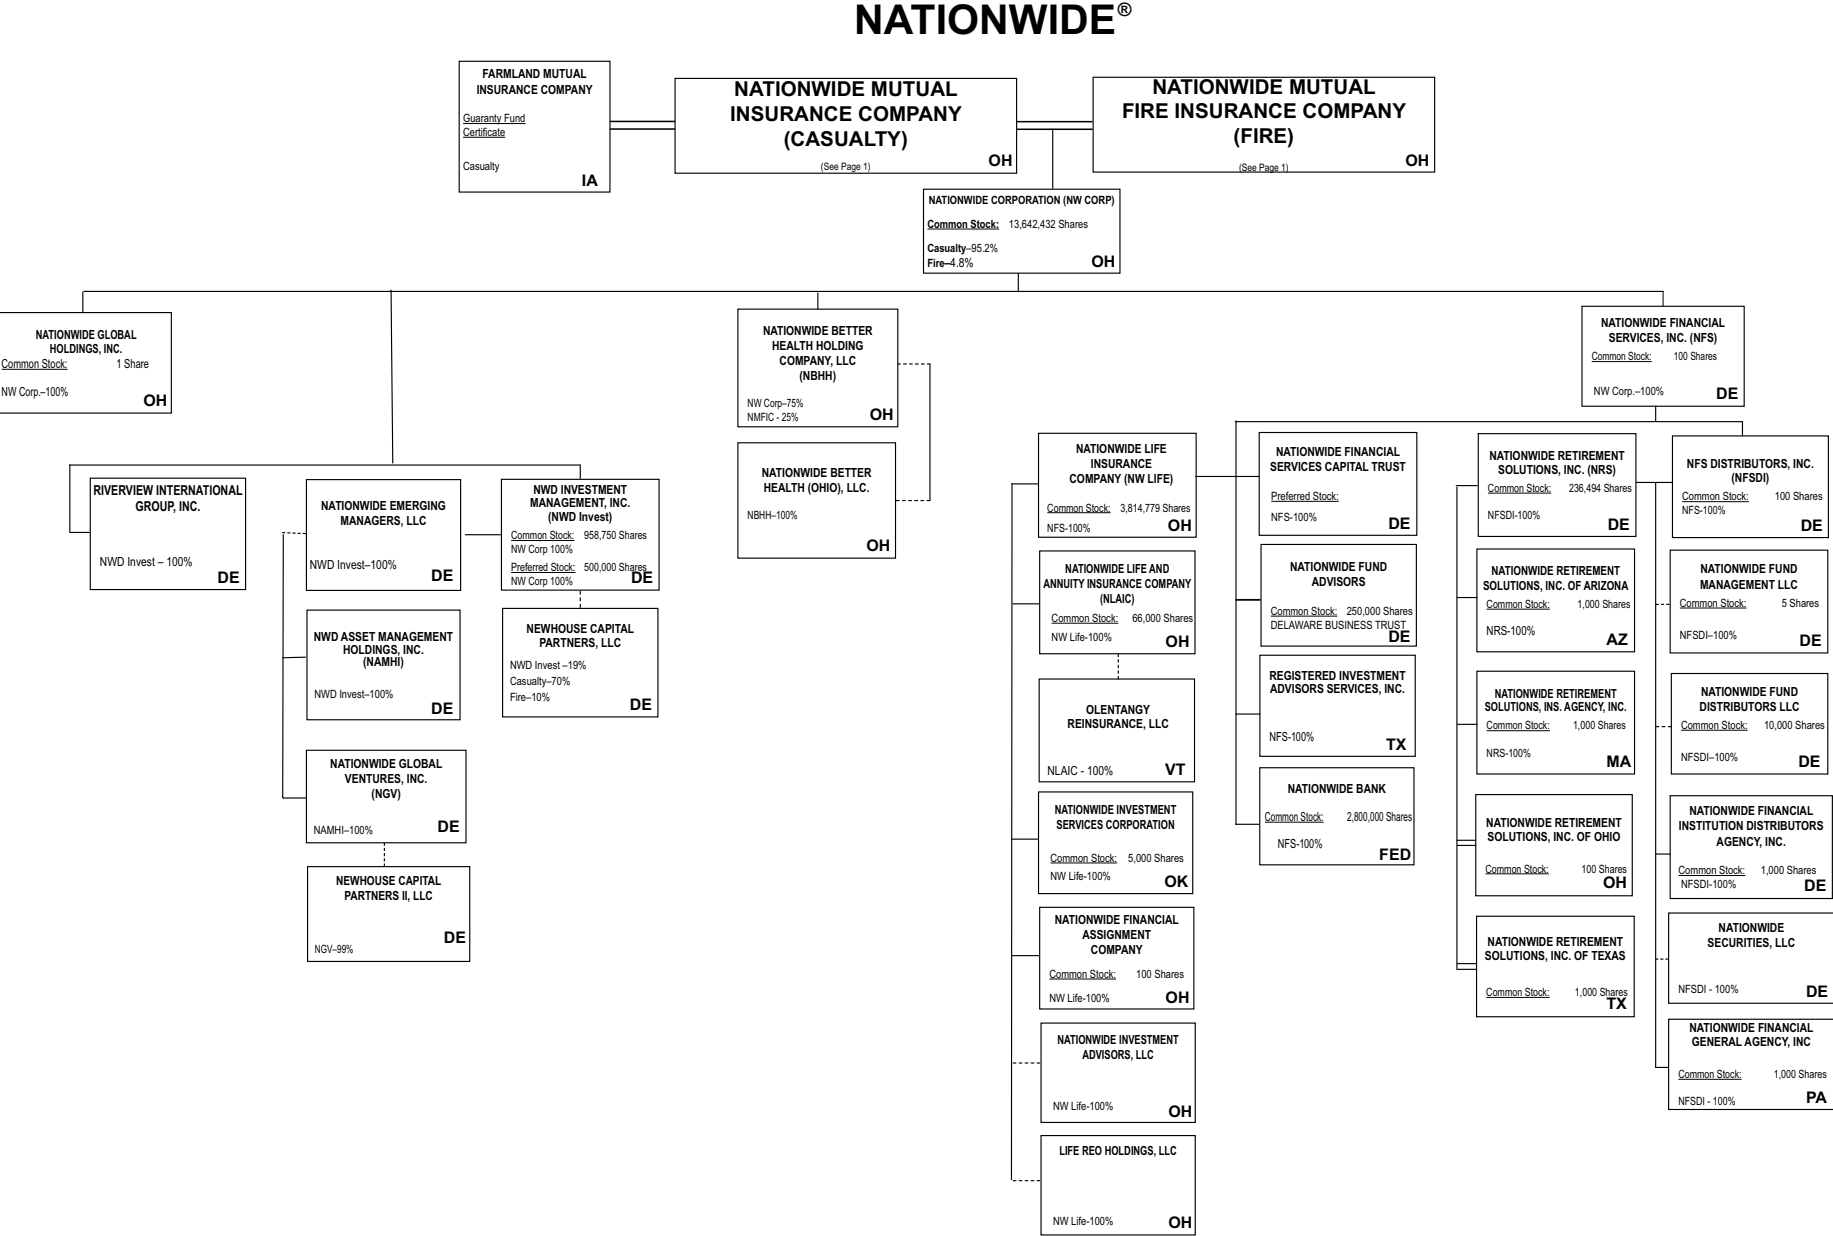 NATIONWIDE®
FARMLAND MUTUAL
INSURANCE COMPANY
Guaranty Fund
Certificate
Casualty
IA
NATIONWIDE MUTUAL
INSURANCE COMPANY
(CASUALTY)
(See Page 1)
OH
NATIONWIDE MUTUAL
FIRE INSURANCE COMPANY
(FIRE)
(See Page 1)
OH
NATIONWIDE CORPORATION (NW CORP)
Common Stock: 13,642,432 Shares
Casualty–95.2%
Fire–4.8%
OH
NATIONWIDE GLOBAL
HOLDINGS, INC.
Common Stock: 1 Share
NW Corp.–100%
OH
NATIONWIDE BETTER
HEALTH HOLDING
COMPANY, LLC
(NBHH)
NW Corp–75%
NMFIC - 25%
OH
NATIONWIDE BETTER
HEALTH (OHIO), LLC.
NBHH–100%
OH
NATIONWIDE FINANCIAL
SERVICES, INC. (NFS)
Common Stock: 100 Shares
NW Corp.–100%
DE
RIVERVIEW INTERNATIONAL
GROUP, INC.
NWD Invest – 100%
DE
NATIONWIDE EMERGING
MANAGERS, LLC
NWD Invest–100%
DE
NWD INVESTMENT
MANAGEMENT, INC.
(NWD Invest)
Common Stock: 958,750 Shares
NW Corp 100%
Preferred Stock: 500,000 Shares
NW Corp 100%
DE
NWD ASSET MANAGEMENT
HOLDINGS, INC.
(NAMHI)
NWD Invest–100%
DE
NEWHOUSE CAPITAL
PARTNERS, LLC
NWD Invest –19%
Casualty–70%
Fire–10%
DE
NATIONWIDE GLOBAL
VENTURES, INC.
(NGV)
NAMHI–100%
DE
NEWHOUSE CAPITAL
PARTNERS II, LLC
NGV–99%
DE
NATIONWIDE LIFE
INSURANCE
COMPANY (NW LIFE)
Common Stock: 3,814,779 Shares
NFS-100%
OH
NATIONWIDE LIFE AND
ANNUITY INSURANCE COMPANY
(NLAIC)
Common Stock: 66,000 Shares
NW Life-100%
OH
OLENTANGY
REINSURANCE, LLC
NLAIC - 100%
VT
NATIONWIDE INVESTMENT
SERVICES CORPORATION
Common Stock: 5,000 Shares
NW Life-100%
OK
NATIONWIDE FINANCIAL
ASSIGNMENT
COMPANY
Common Stock: 100 Shares
NW Life-100%
OH
NATIONWIDE INVESTMENT
ADVISORS, LLC
NW Life-100%
OH
LIFE REO HOLDINGS, LLC
NW Life-100%
OH
NATIONWIDE FINANCIAL
SERVICES CAPITAL TRUST
Preferred Stock:
NFS-100%
DE
NATIONWIDE FUND
ADVISORS
Common Stock: 250,000 Shares
DELAWARE BUSINESS TRUST
DE
REGISTERED INVESTMENT
ADVISORS SERVICES, INC.
NFS-100%
TX
NATIONWIDE BANK
Common Stock: 2,800,000 Shares
NFS-100%
FED
NATIONWIDE RETIREMENT
SOLUTIONS, INC. (NRS)
Common Stock: 236,494 Shares
NFSDI-100%
DE
NATIONWIDE RETIREMENT
SOLUTIONS, INC. OF ARIZONA
Common Stock: 1,000 Shares
NRS-100%
AZ
NATIONWIDE RETIREMENT
SOLUTIONS, INS. AGENCY, INC.
Common Stock: 1,000 Shares
NRS-100%
MA
NATIONWIDE RETIREMENT
SOLUTIONS, INC. OF OHIO
Common Stock: 100 Shares
OH
NATIONWIDE RETIREMENT
SOLUTIONS, INC. OF TEXAS
Common Stock: 1,000 Shares
TX
NFS DISTRIBUTORS, INC.
(NFSDI)
Common Stock: 100 Shares
NFS-100%
DE
NATIONWIDE FUND
MANAGEMENT LLC
Common Stock: 5 Shares
NFSDI–100%
DE
NATIONWIDE FUND
DISTRIBUTORS LLC
Common Stock: 10,000 Shares
NFSDI–100%
DE
NATIONWIDE FINANCIAL
INSTITUTION DISTRIBUTORS
AGENCY, INC.
Common Stock: 1,000 Shares
NFSDI-100%
DE
NATIONWIDE
SECURITIES, LLC
NFSDI - 100%
DE
NATIONWIDE FINANCIAL
GENERAL AGENCY, INC
Common Stock: 1,000 Shares
NFSDI - 100%
PA